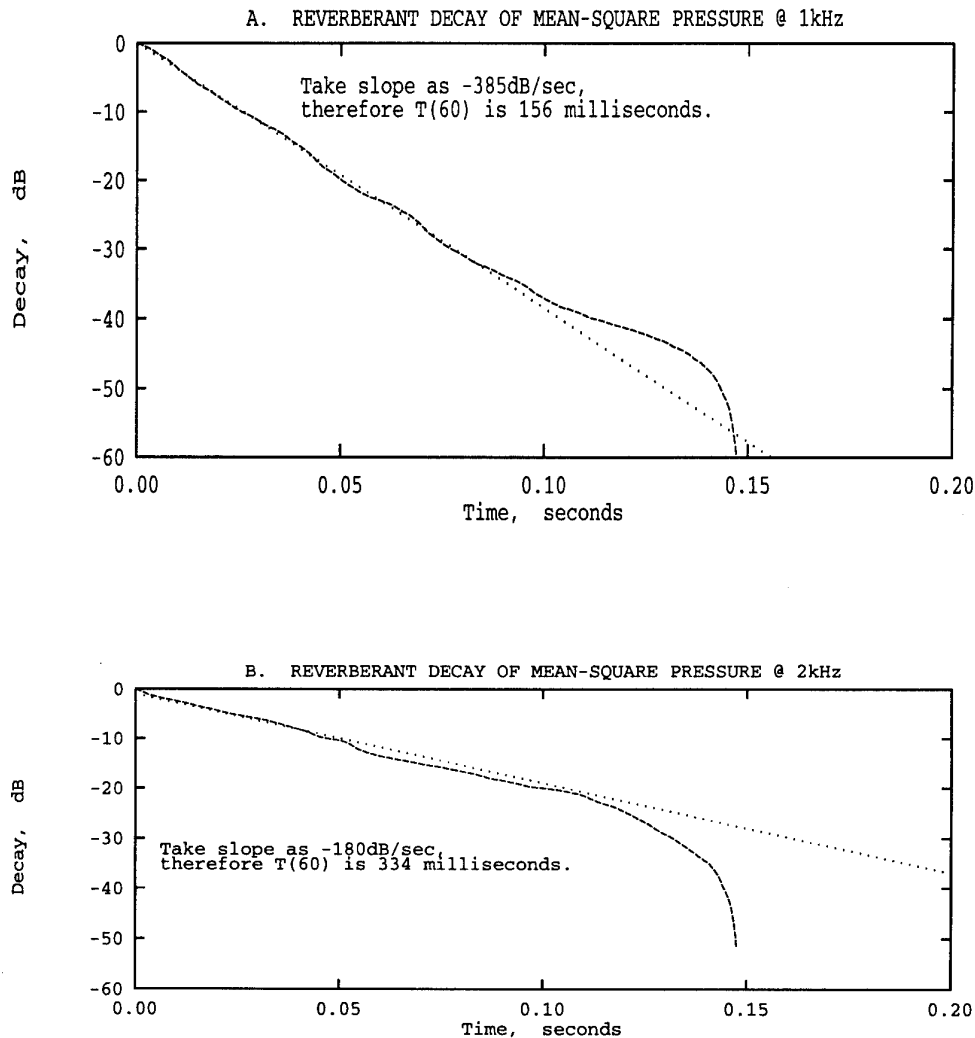 A. REVERBERANT DECAY OF MEAN-SQUARE PRESSURE @ 1kHz
Take slope as -385dB/sec,
therefore T(60) is 156 milliseconds.
Decay, dB
0
-10
-20
-30
-40
-50
-60
0.00 0.05 0.10 0.15 0.20
Time, seconds
B. REVERBERANT DECAY OF MEAN-SQUARE PRESSURE @ 2kHz
Take slope as -180dB/sec,
therefore T(60) is 334 milliseconds.
Decay, dB
0
-10
-20
-30
-40
-50
-60
0.00 0.05 0.10 0.15 0.20
Time, seconds